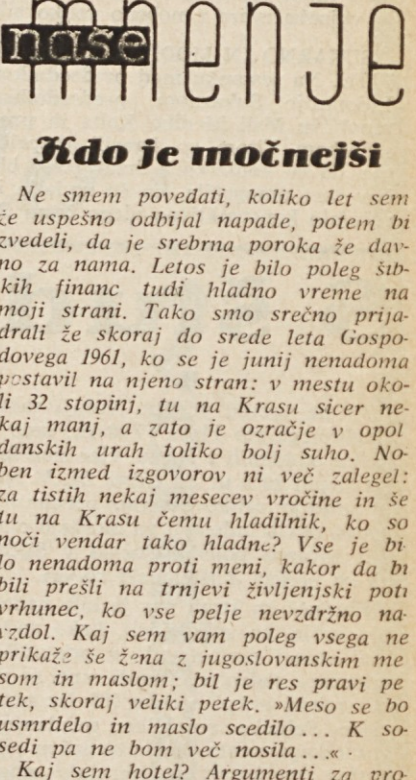 naše
mnenje
Kdo je močnejši
Ne smem povedati, koliko let sem
že uspešno odbijal napade, potem bi
zvedeli, da je srebrna poroka že dav-
no za nama. Letos je bilo poleg šib-
kih financ tudi hladno vreme na
moji strani. Tako smo srečno prija-
drali že skoraj do srede leta Gospo-
dovega 1961, ko se je junij nenadoma
postavil na njeno stran: v mestu oko-
li 32 stopinj, tu na Krasu sicer ne-
kaj manj, a zato je ozračje v opol
danskih urah toliko bolj suho. No-
ben izmed izgovorov ni več zalegel:
za tistih nekaj mesecev vročine in še
tu na Krasu čemu hladilnik, ko so
noči vendar tako hladne? Vse je bi-
lo nenadoma proti meni, kakor da bi
bili prešli na trnjevi življenjski poti
vrhunec, ko vse pelje nevzdržno na-
vzdol. Kaj sem vam poleg vsega ne
prikaže še žena z jugoslovanskim me
som in maslom; bil je res pravi pe
tek, skoraj veliki petek. »Meso se bo
usmrdelo in maslo scedilo... K so-
sedi pa ne bom več nosila...«
Kaj sem hotel? Argumenti za pro-